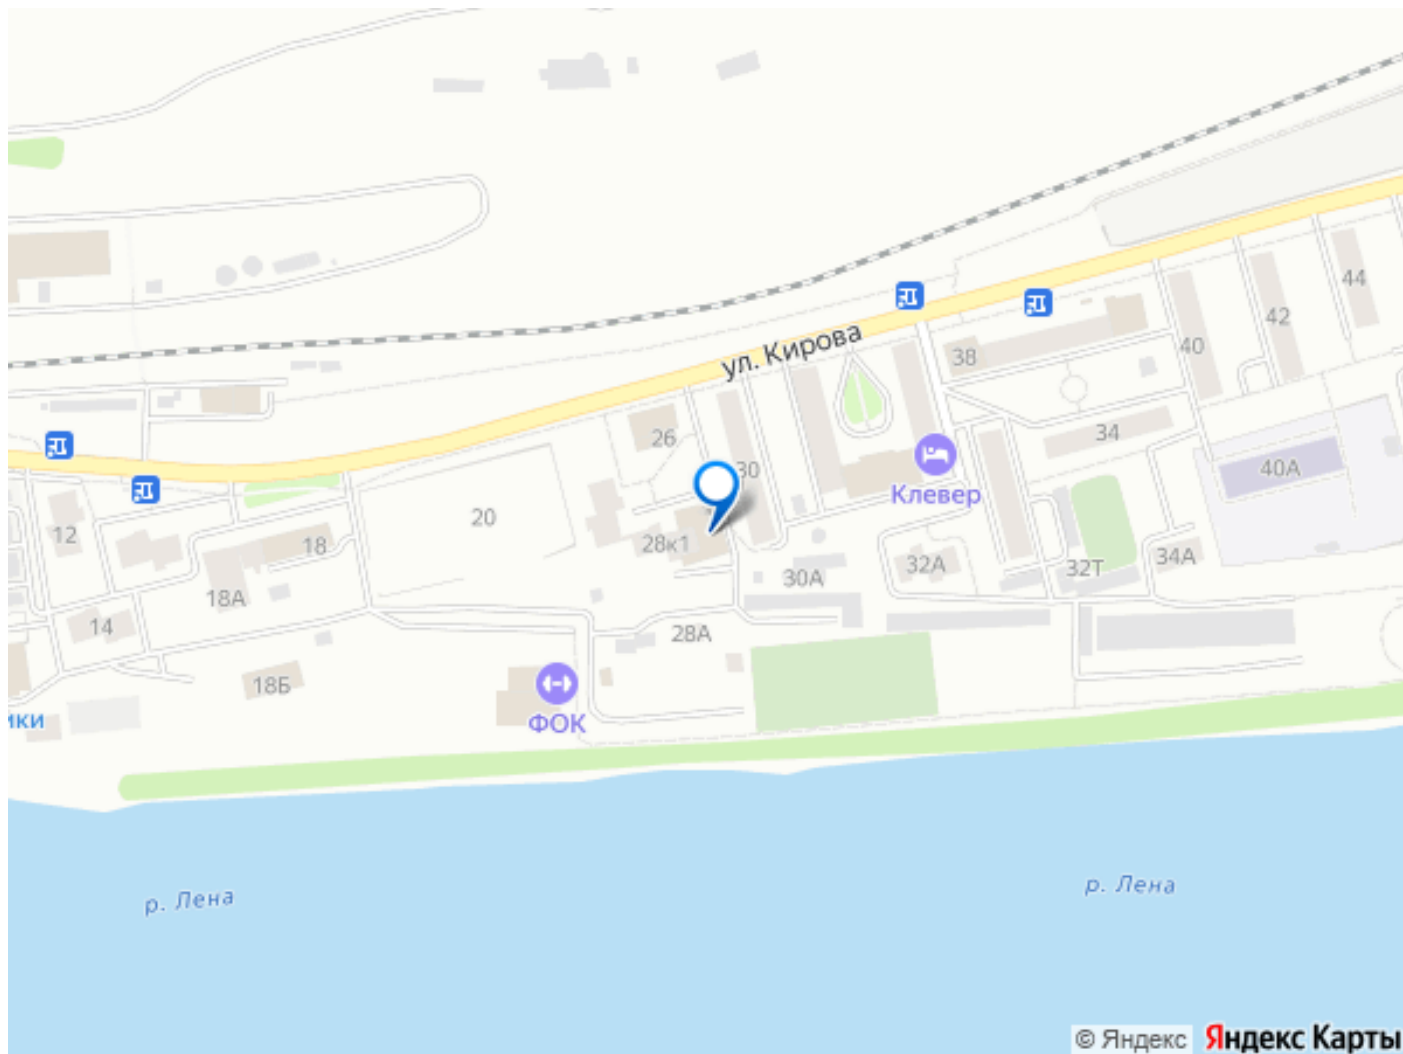 ул. Кирова
44
42
40
38
26
34
30
40А
Клевер
20
12
28к1
18
32А
34А
32Т
30А
18А
14
28А
18Б
ФОК
ики
р. Лена
р. Лена
© Яндекс Яндекс Карты